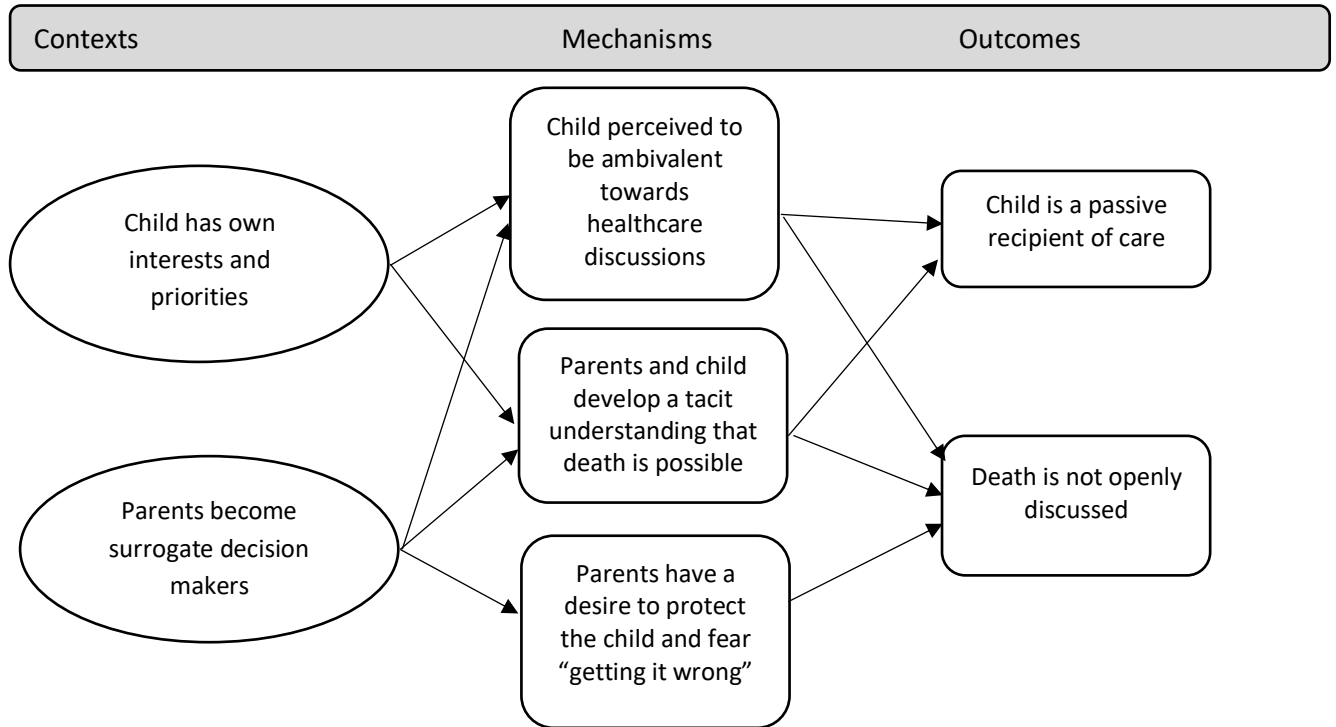 Contexts Mechanisms Outcomes
Child has own
interests and
priorities
Parents become
surrogate decision
makers
Child perceived to
be ambivalent
towards
healthcare
discussions
Parents and child
develop a tacit
understanding that
death is possible
Parents have a
desire to protect
the child and fear
“getting it wrong”
Child is a passive
recipient of care
Death is not openly
discussed